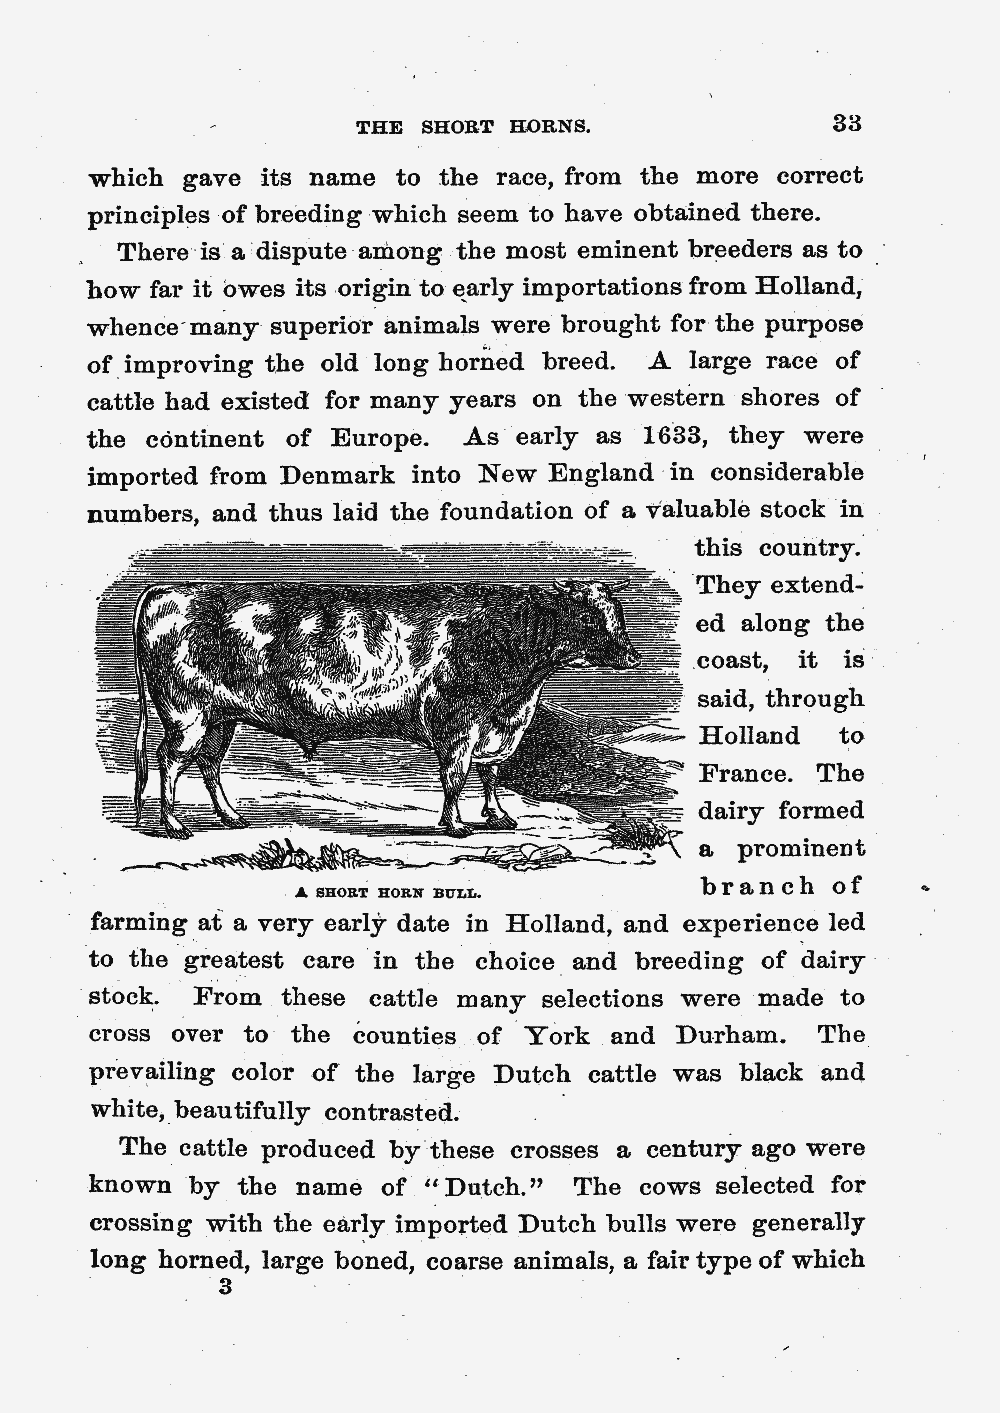 THE SHORT HORNS. 33
which gave its name to the race, from the more correct
principles of breeding which seem to have obtained there.
There is a dispute among the most eminent breeders as to
how far it owes its origin to early importations from Holland,
whence many superior animals were brought for the purpose
of improving the old long horned breed. A large race of
cattle had existed for many years on the western shores of
the continent of Europe. As early as 1633, they were
imported from Denmark into New England in considerable
numbers, and thus laid the foundation of a valuable stock in
this country.
They extend-
ed along the
coast, it is
said, through
Holland to
France. The
dairy formed
a prominent
branch of
A SHORT HORN BULL.
farming at a very early date in Holland, and experience led
to the greatest care in the choice and breeding of dairy
stock. From these cattle many selections were made to
cross over to the counties of York and Durham. The
prevailing color of the large Dutch cattle was black and
white, beautifully contrasted.
The cattle produced by these crosses a century ago were
known by the name of “Dutch.” The cows selected for
crossing with the early imported Dutch bulls were generally
long horned, large boned, coarse animals, a fair type of which
3